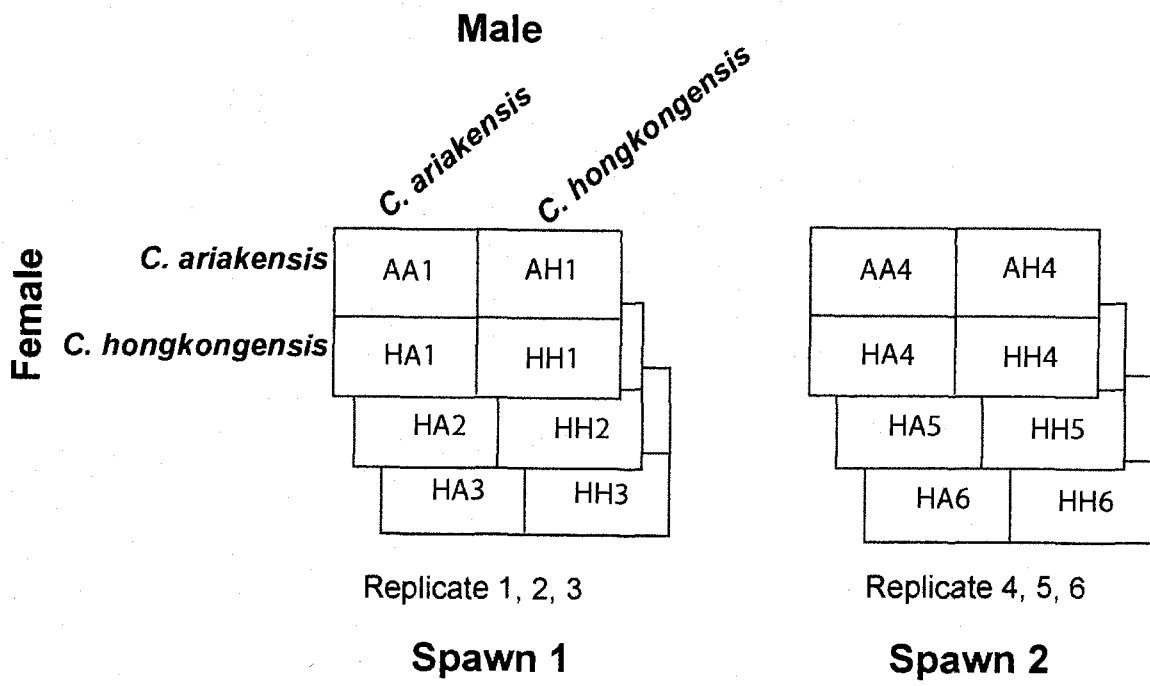 Male
C. ariakensis
C. hongkongensis
Female
C. ariakensis
AA1 AH1
C. hongkongensis
HA1 HH1
HA2 HH2
HA3 HH3
Replicate 1, 2, 3
Spawn 1
AA4 AH4
HA4 HH4
HA5 HH5
HA6 HH6
Replicate 4, 5, 6
Spawn 2